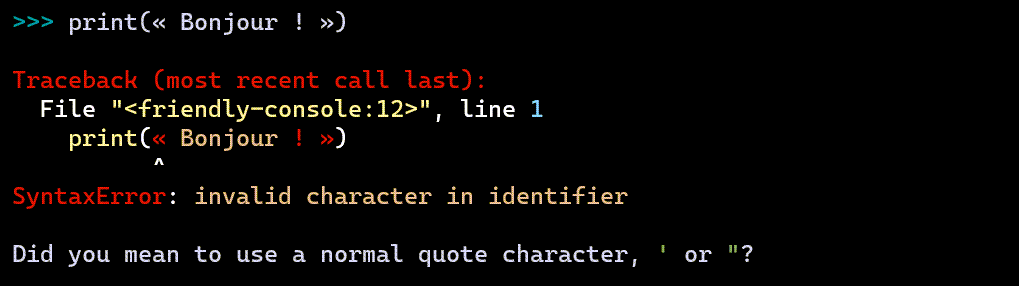 >>> print(« Bonjour ! »)
Traceback (most recent call last):
  File "<friendly-console:12>", line 1
    print(« Bonjour ! »)
          ^
SyntaxError: invalid character in identifier
Did you mean to use a normal quote character, ' or "?